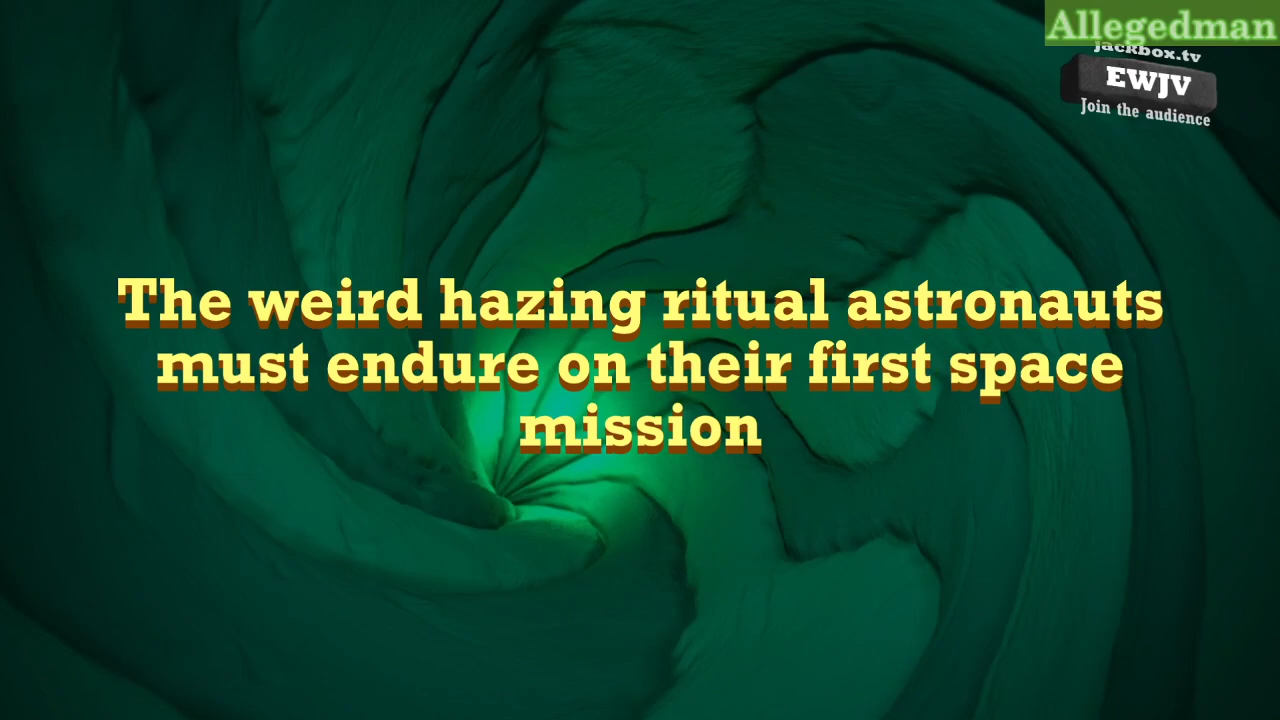 Allegedman
jackbox.tv
EWJV
Join the audience
The weird hazing ritual astronauts
must endure on their first space
mission